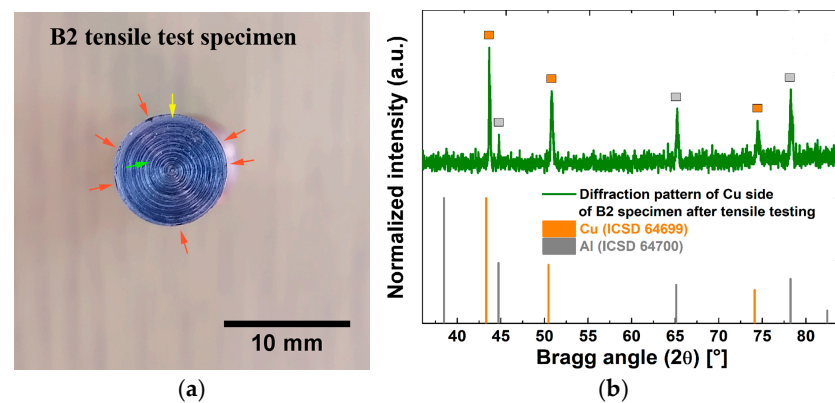 B2 tensile test specimen
10 mm
(a)
Normalized intensity (a.u.)
Diffraction pattern of Cu side
of B2 specimen after tensile testing
Cu (ICSD 64699)
Al (ICSD 64700)
40 45 50 55 60 65 70 75 80
Bragg angle (2θ) [°]
(b)